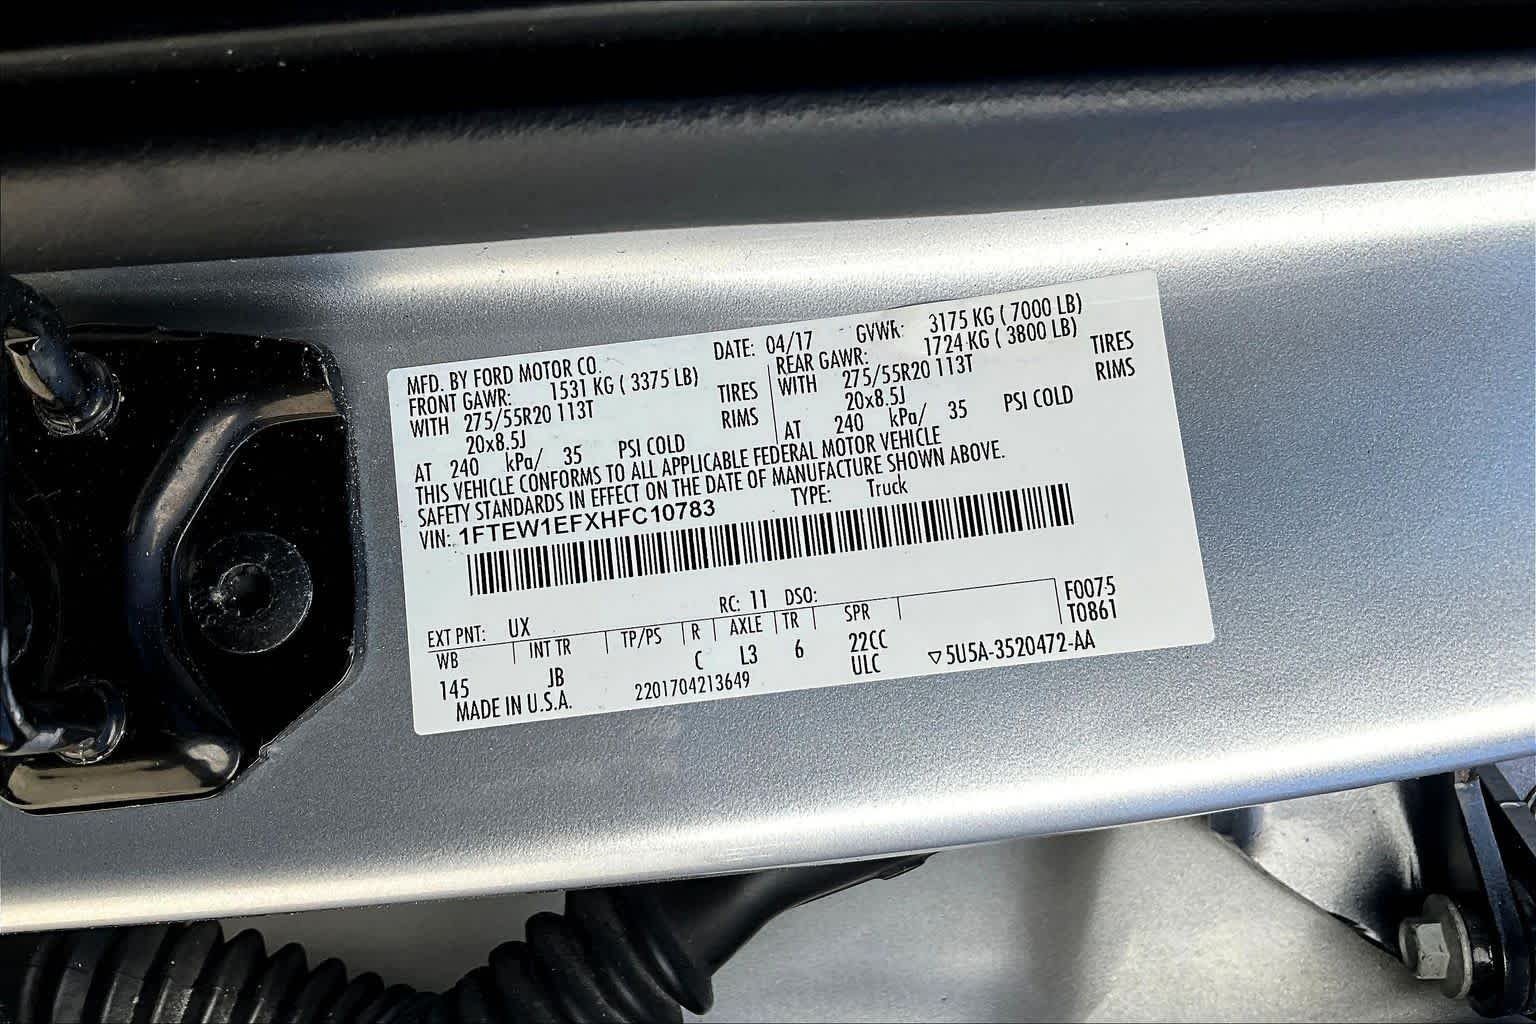 MFD. BY FORD MOTOR CO. DATE: 04/17 GVWR: 3175 KG ( 7000 LB)
FRONT GAWR: 1531 KG ( 3375 LB) REAR GAWR: 1724 KG ( 3800 LB)
WITH 275/55R20 113T TIRES WITH 275/55R20 113T TIRES
20x8.5J RIMS 20x8.5J RIMS
AT 240 kPa/ 35 PSI COLD AT 240 kPa/ 35 PSI COLD
THIS VEHICLE CONFORMS TO ALL APPLICABLE FEDERAL MOTOR VEHICLE
SAFETY STANDARDS IN EFFECT ON THE DATE OF MANUFACTURE SHOWN ABOVE.
VIN: 1FTEW1EFXHFC10783 TYPE: Truck
EXT PNT: UX RC: 11 DSO: F0075
WB INT TR TP/PS R AXLE TR SPR T0861
145 JB C L3 6 22CC
ULC ▽5U5A-3520472-AA
MADE IN U.S.A. 2201704213649